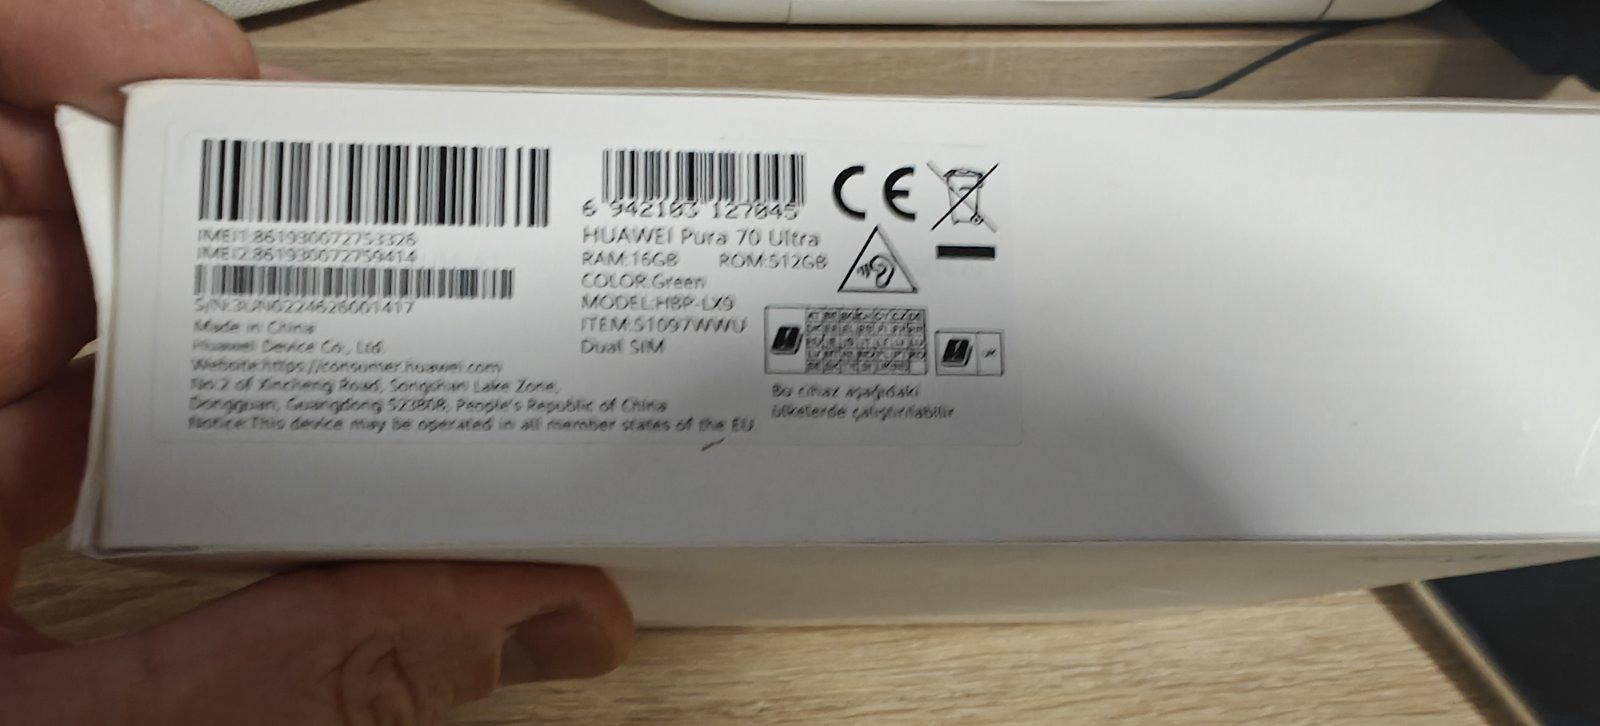 IMEI1:861930072753326
IMEI2:861930072759414
S/N:3UN0224626001417
Made in China
Huawei Device Co., Ltd.
Website:https://consumer.huawei.com
No.2 of Xincheng Road, Songshan Lake Zone,
Dongguan, Guangdong 523808, People's Republic of China
Notice:This device may be operated in all member states of the EU.
6 942103 127045
HUAWEI Pura 70 Ultra
RAM:16GB ROM:512GB
COLOR:Green
MODEL:HBP-LX9
ITEM:51097WWU
Dual SIM
CE
Bu cihaz aşağıdaki
ülkelerde çalıştırılabilir